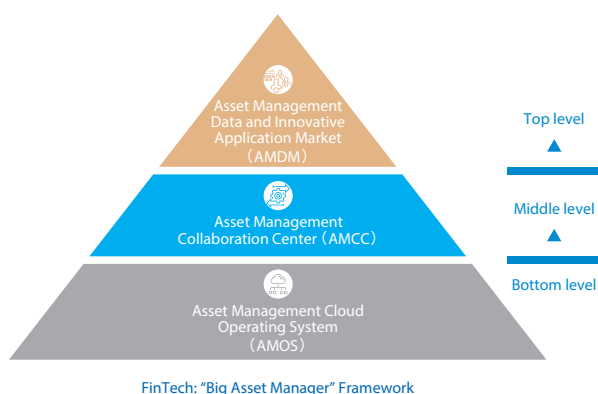 Asset Management
Data and Innovative
Application Market
（AMDM）
Top level
Asset Management
Collaboration Center（AMCC）
Middle level
Asset Management Cloud
Operating System
（AMOS）
Bottom level
FinTech: “Big Asset Manager” Framework